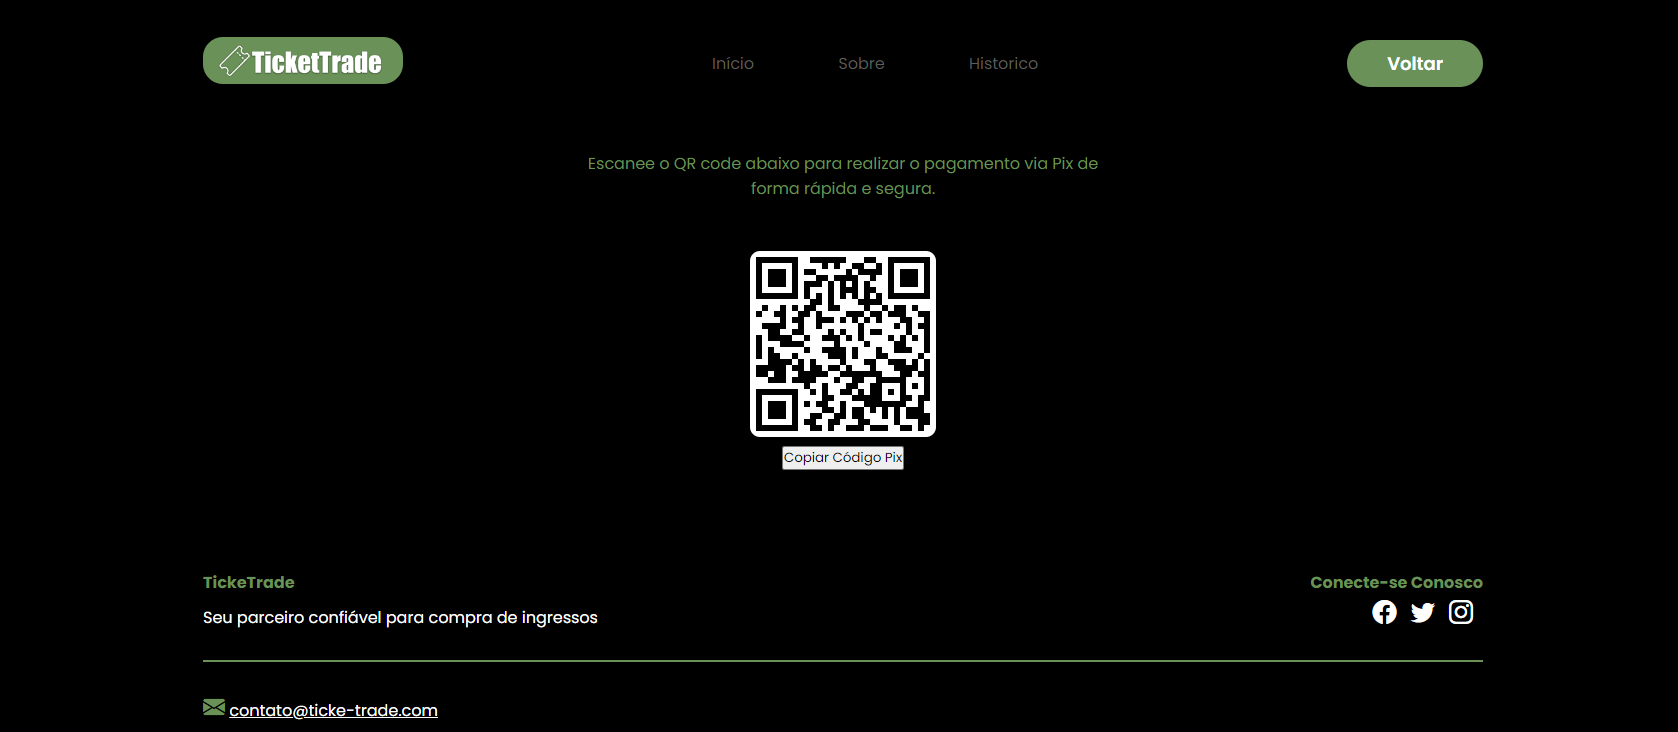 TicketTrade
Início
Sobre
Historico
Voltar
Escanee o QR code abaixo para realizar o pagamento via Pix de
forma rápida e segura.
Copiar Código Pix
TickeTrade
Conecte-se Conosco
Seu parceiro confiável para compra de ingressos
contato@ticke-trade.com